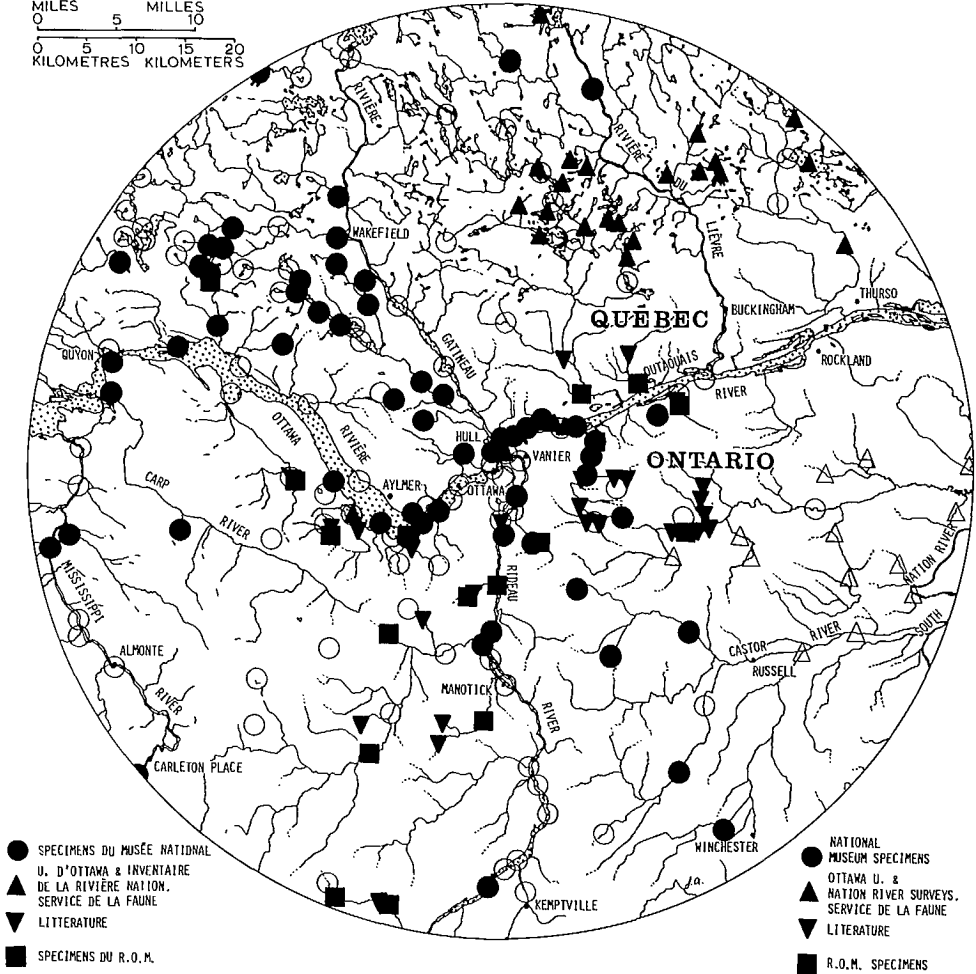 MILES MILLES
0 5 10
0 5 10 15 20
KILOMETRES KILOMETERS
RIVIÈRE
RIVIÈRE
DU
LIÈVRE
WAKEFIELD
THURSO
BUCKINGHAM
QUÉBEC
GATINEAU
ROCKLAND
QUYON
OUTAOUAIS
RIVER
OTTAWA
RIVIÈRE
HULL
VANIER
ONTARIO
CARP
RIVER
AYLMER
OTTAWA
MISSISSIPPI
RIVER
RIDEAU
RIVER
NATION RIVER
SOUTH
CASTOR RIVER
RUSSELL
ALMONTE
MANOTICK
CARLETON PLACE
WINCHESTER
KEMPTVILLE
J.a.
SPECIMENS DU MUSÉE NATIONAL
U. D'OTTAWA & INVENTAIRE
DE LA RIVIÈRE NATION.
SERVICE DE LA FAUNE
LITTERATURE
SPECIMENS DU R.O.M.
NATIONAL
MUSEUM SPECIMENS
OTTAWA U. &
NATION RIVER SURVEYS.
SERVICE DE LA FAUNE
LITERATURE
R.O.M. SPECIMENS